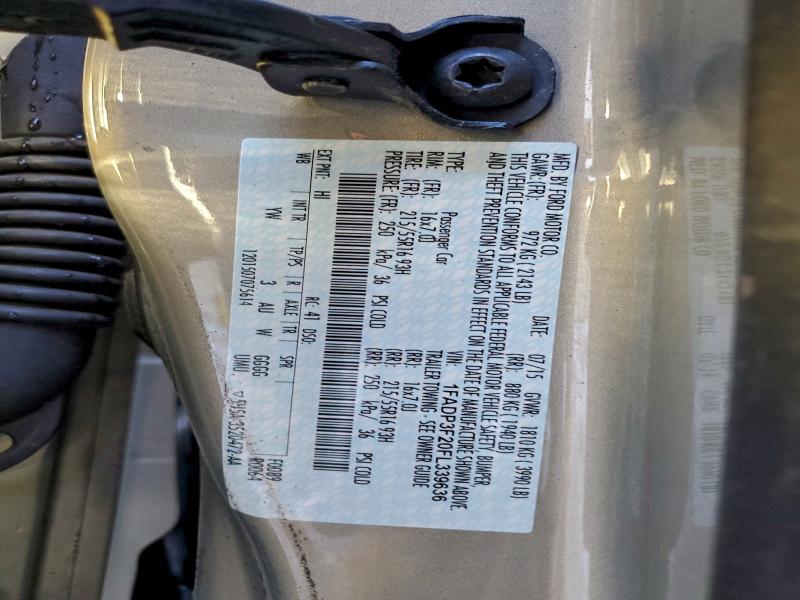 MFD. BY FORD MOTOR CO.
DATE: 07/15 GVWR: 1810 KG ( 3990 LB)
GAWR: (FR): 972 KG ( 2143 LB) (RR): 880 KG ( 1940 LB)
THIS VEHICLE CONFORMS TO ALL APPLICABLE FEDERAL MOTOR VEHICLE SAFETY, BUMPER,
AND THEFT PREVENTION STANDARDS IN EFFECT ON THE DATE OF MANUFACTURE SHOWN ABOVE.
VIN: 1FADP3F20FL339636
TYPE: Passenger Car TRAILER TOWING - SEE OWNER GUIDE
RIM: (FR): 16x7.0J (RR): 16x7.0J
TIRE: (FR): 215/55R16 93H (RR): 215/55R16 93H
PRESSURE: (FR): 250 kPa/ 36 PSI COLD (RR): 250 kPa/ 36 PSI COLD
EXT PNT: HI RC 41 DSO: F0089
WB INT TR TP/PS R AXLE TR SPR R0364
YW 3 AU W GGGG
1201507075614 UNI